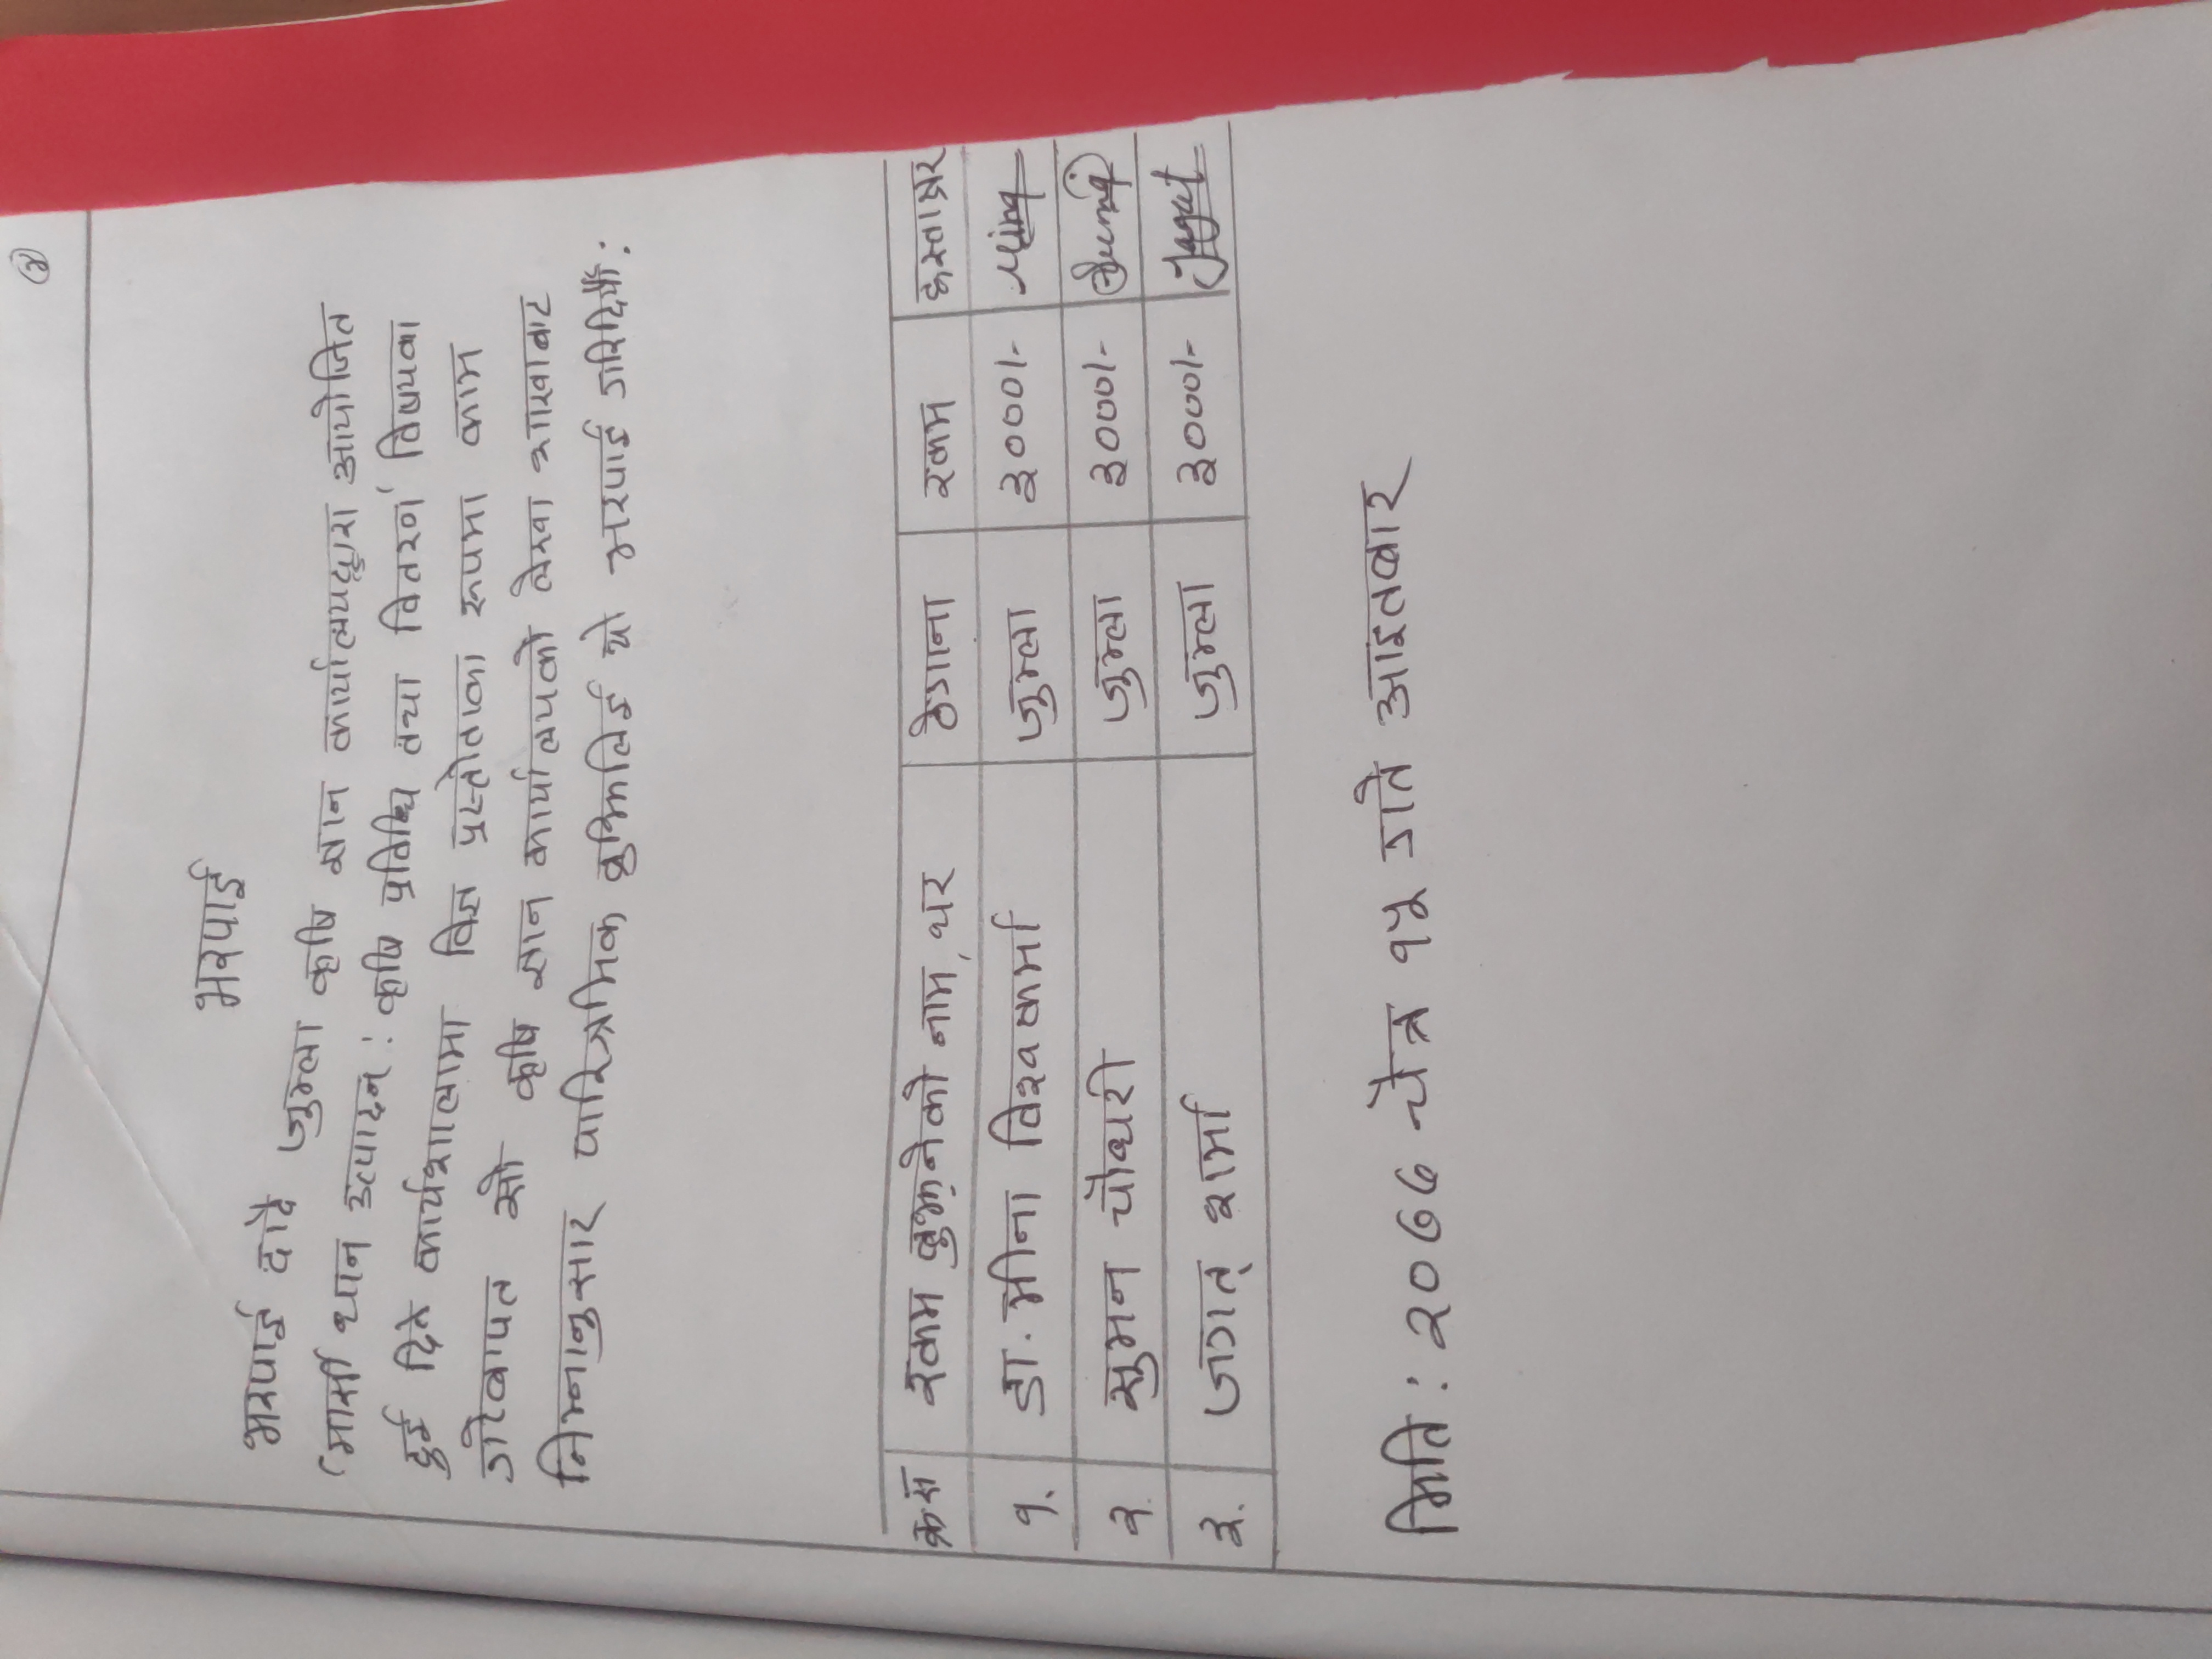 ४
भरपाई
भरपाई दादै जुम्ला कृषि ज्ञान कार्यालयद्वारा आयोजित
'मार्सी धान उत्पादन : कृषि प्रविधि तथा वितरण' विषयका
दुई दिने कार्यशालामा विज्ञ प्रस्तोताका रूपमा काम
गरेबापत सो कृषि ज्ञान कार्यालयको लेखा शाखाबाट
निम्नानुसार पारिश्रमिक बुझिलिई यो भरपाई गरिदियौँ :
क्रस रकम बुझ्नेको नाम, थर ठेगाना रकम हस्ताक्षर
१. डा. मीना विश्वकर्मा जुम्ला ३०००।- Mina
२. सुमन चौधरी जुम्ला ३०००।-
३. जगत् शर्मा जुम्ला ३०००।- Jagat
मिति : २०७७ चैत्र १५ गते आइतबार